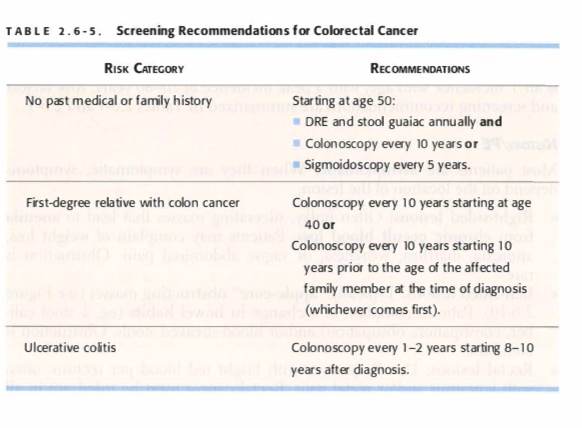 TABLE 2.6-5. Screening Recommendations for Colorectal Cancer
RISK CATEGORY RECOMMENDATIONS
No past medical or family history Starting at age 50:
DRE and stool guaiac annually and
Colonoscopy every 10 years or
Sigmoidoscopy every 5 years.
First-degree relative with colon cancer Colonoscopy every 10 years starting at age
40 or
Colonoscopy every 10 years starting 10
years prior to the age of the affected
family member at the time of diagnosis
(whichever comes first).
Ulcerative colitis Colonoscopy every 1–2 years starting 8–10
years after diagnosis.